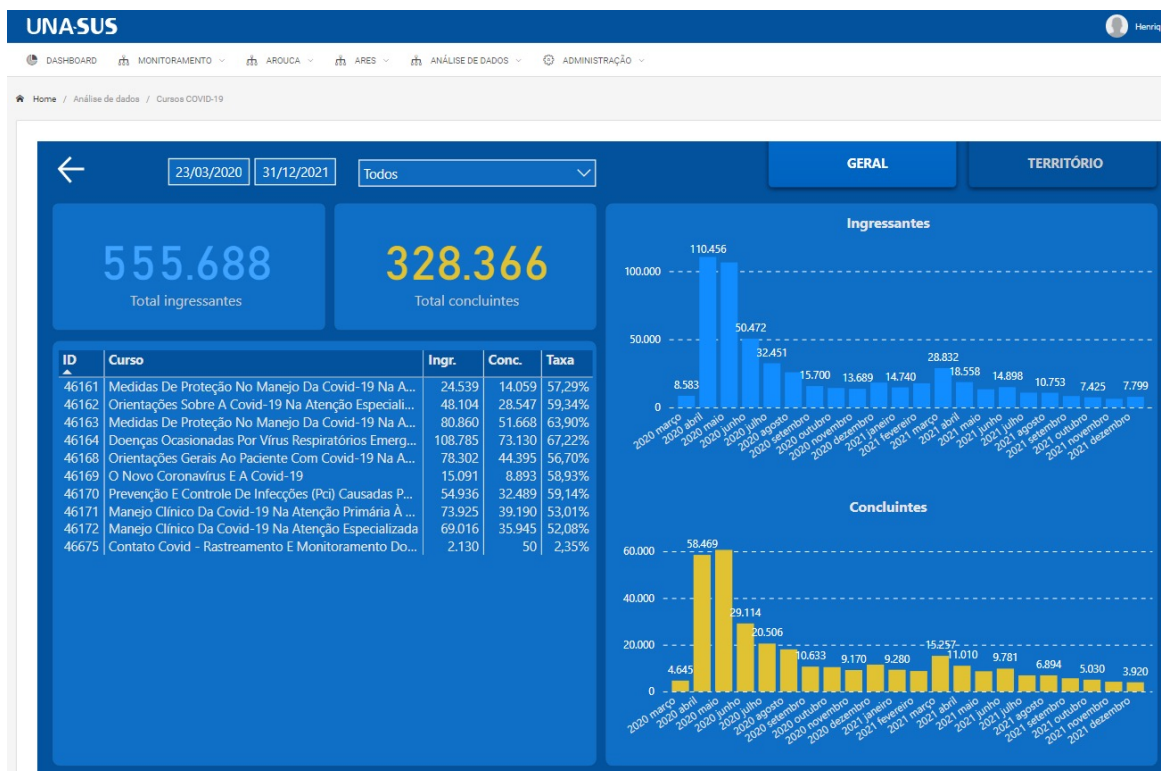 UNA-SUS
Henriq
DASHBOARD MONITORAMENTO AROUCA ARES ANÁLISE DE DADOS ADMINISTRAÇÃO
Home / Análise de dados / Cursos COVID-19
23/03/2020 31/12/2021 Todos
GERAL TERRITÓRIO
555.688
Total ingressantes
328.366
Total concluintes
ID Curso Ingr. Conc. Taxa
46161 Medidas De Proteção No Manejo Da Covid-19 Na A... 24.539 14.059 57,29%
46162 Orientações Sobre A Covid-19 Na Atenção Especiali... 48.104 28.547 59,34%
46163 Medidas De Proteção No Manejo Da Covid-19 Na A... 80.860 51.668 63,90%
46164 Doenças Ocasionadas Por Vírus Respiratórios Emerg... 108.785 73.130 67,22%
46168 Orientações Gerais Ao Paciente Com Covid-19 Na A... 78.302 44.395 56,70%
46169 O Novo Coronavírus E A Covid-19 15.091 8.893 58,93%
46170 Prevenção E Controle De Infecções (Pci) Causadas P... 54.936 32.489 59,14%
46171 Manejo Clínico Da Covid-19 Na Atenção Primária À ... 73.925 39.190 53,01%
46172 Manejo Clínico Da Covid-19 Na Atenção Especializada 69.016 35.945 52,08%
46675 Contato Covid - Rastreamento E Monitoramento Do... 2.130 50 2,35%
Ingressantes
100.000
50.000
0
8.583 110.456 50.472 32.451 15.700 13.689 14.740 28.832 18.558 14.898 10.753 7.425 7.799
2020 março 2020 abril 2020 maio 2020 junho 2020 julho 2020 agosto 2020 setembro 2020 outubro 2020 novembro 2020 dezembro 2021 janeiro 2021 fevereiro 2021 março 2021 abril 2021 maio 2021 junho 2021 julho 2021 agosto 2021 setembro 2021 outubro 2021 novembro 2021 dezembro
Concluintes
60.000
40.000
20.000
0
4.645 58.469 29.114 20.506 10.633 9.170 9.280 15.257 11.010 9.781 6.894 5.030 3.920
2020 março 2020 abril 2020 maio 2020 junho 2020 julho 2020 agosto 2020 setembro 2020 outubro 2020 novembro 2020 dezembro 2021 janeiro 2021 fevereiro 2021 março 2021 abril 2021 maio 2021 junho 2021 julho 2021 agosto 2021 setembro 2021 outubro 2021 novembro 2021 dezembro